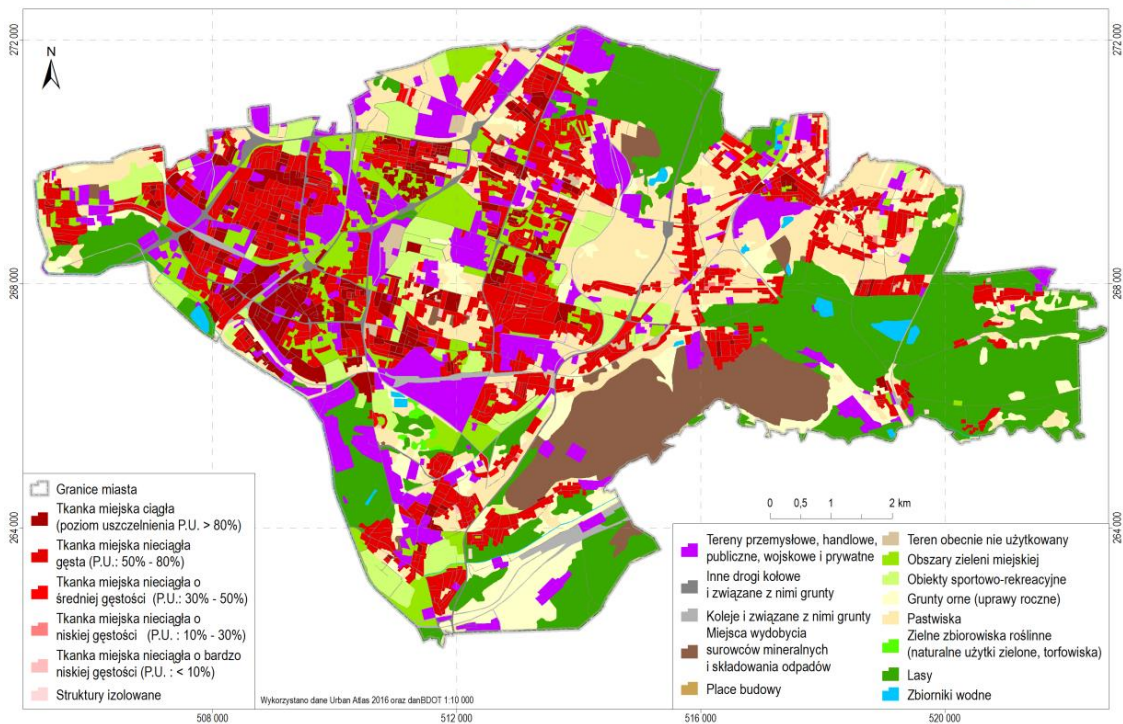 272 000
272 000
N
268 000
268 000
264 000
264 000
Granice miasta
Tkanka miejska ciągła
(poziom uszczelnienia P.U. > 80%)
Tkanka miejska nieciągła
gęsta (P.U.: 50% - 80%)
Tkanka miejska nieciągła o
średniej gęstości (P.U.: 30% - 50%)
Tkanka miejska nieciągła o
niskiej gęstości (P.U. : 10% - 30%)
Tkanka miejska nieciągła o bardzo
niskiej gęstości (P.U. : < 10%)
Struktury izolowane
Wykorzystano dane Urban Atlas 2016 oraz danBDOT 1:10 000
0 0,5 1 2 km
Tereny przemysłowe, handlowe,
publiczne, wojskowe i prywatne
Inne drogi kołowe
i związane z nimi grunty
Koleje i związane z nimi grunty
Miejsca wydobycia
surowców mineralnych
i składowania odpadów
Place budowy
Teren obecnie nie użytkowany
Obszary zieleni miejskiej
Obiekty sportowo-rekreacyjne
Grunty orne (uprawy roczne)
Pastwiska
Zielne zbiorowiska roślinne
(naturalne użytki zielone, torfowiska)
Lasy
Zbiorniki wodne
508 000
512 000
516 000
520 000